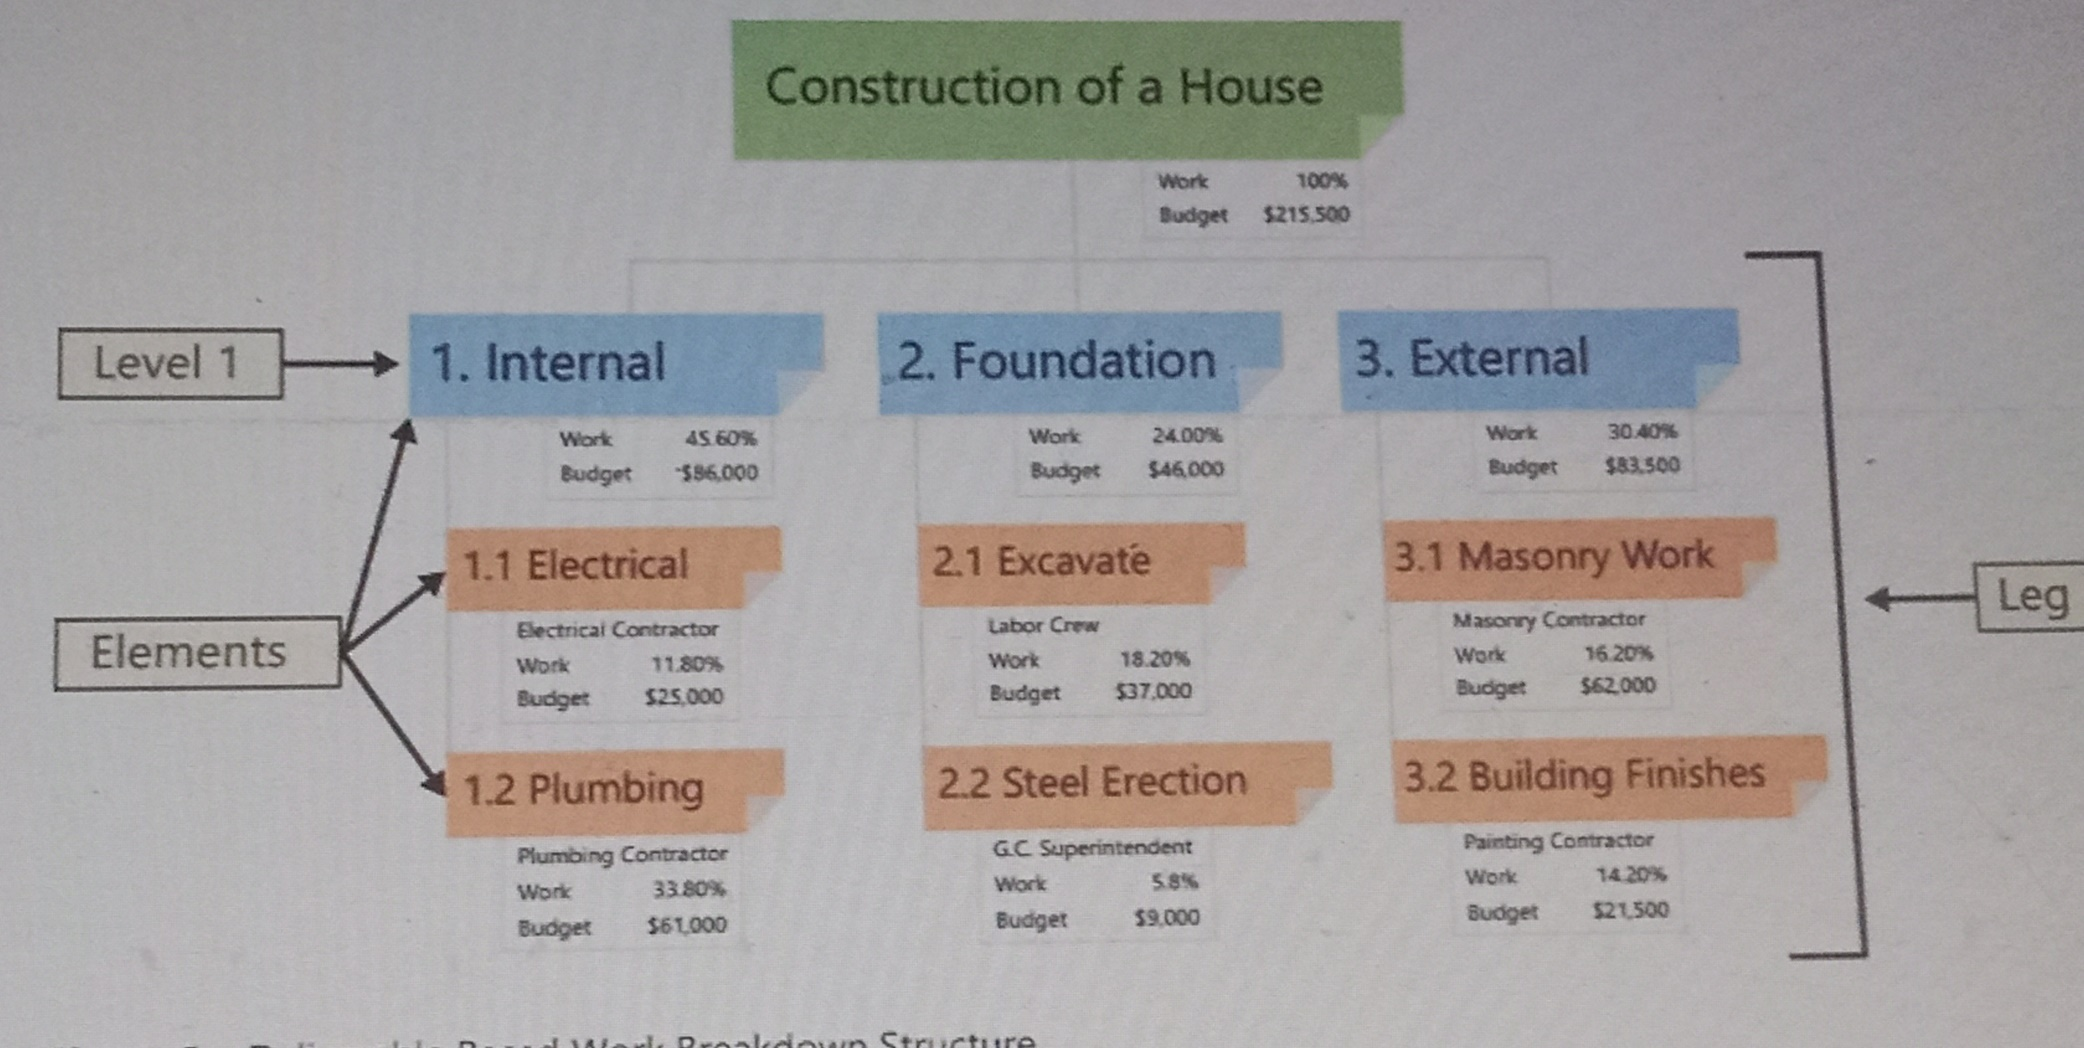 Construction of a House
Work 100%
Budget $215,500
Level 1
1. Internal
Work 45.60%
Budget $86,000
2. Foundation
Work 24.00%
Budget $46,000
3. External
Work 30.40%
Budget $83,500
Elements
1.1 Electrical
Electrical Contractor
Work 11.80%
Budget $25,000
1.2 Plumbing
Plumbing Contractor
Work 33.80%
Budget $61,000
2.1 Excavate
Labor Crew
Work 18.20%
Budget $37,000
2.2 Steel Erection
G.C. Superintendent
Work 5.8%
Budget $9,000
3.1 Masonry Work
Masonry Contractor
Work 16.20%
Budget $62,000
3.2 Building Finishes
Painting Contractor
Work 14.20%
Budget $21,500
Leg
Based Work Breakdown Structure